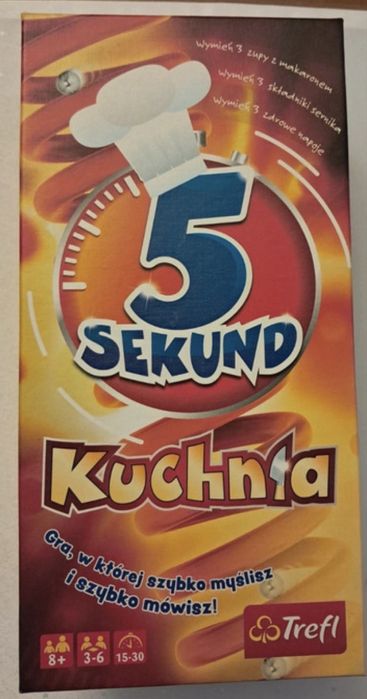 wymień 3 zupy z makaronem
wymień 3 składniki sernika
wymień 3 zdrowe napoje
5
SEKUND
Kuchnia
Gra, w której szybko myślisz
i szybko mówisz!
8+
3-6
15-30
Trefl